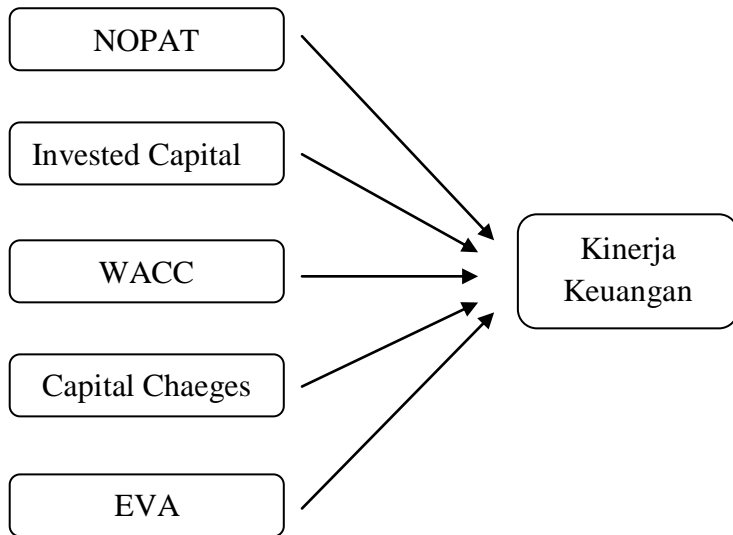 NOPAT
Invested Capital
WACC
Capital Chaeges
EVA
Kinerja
Keuangan